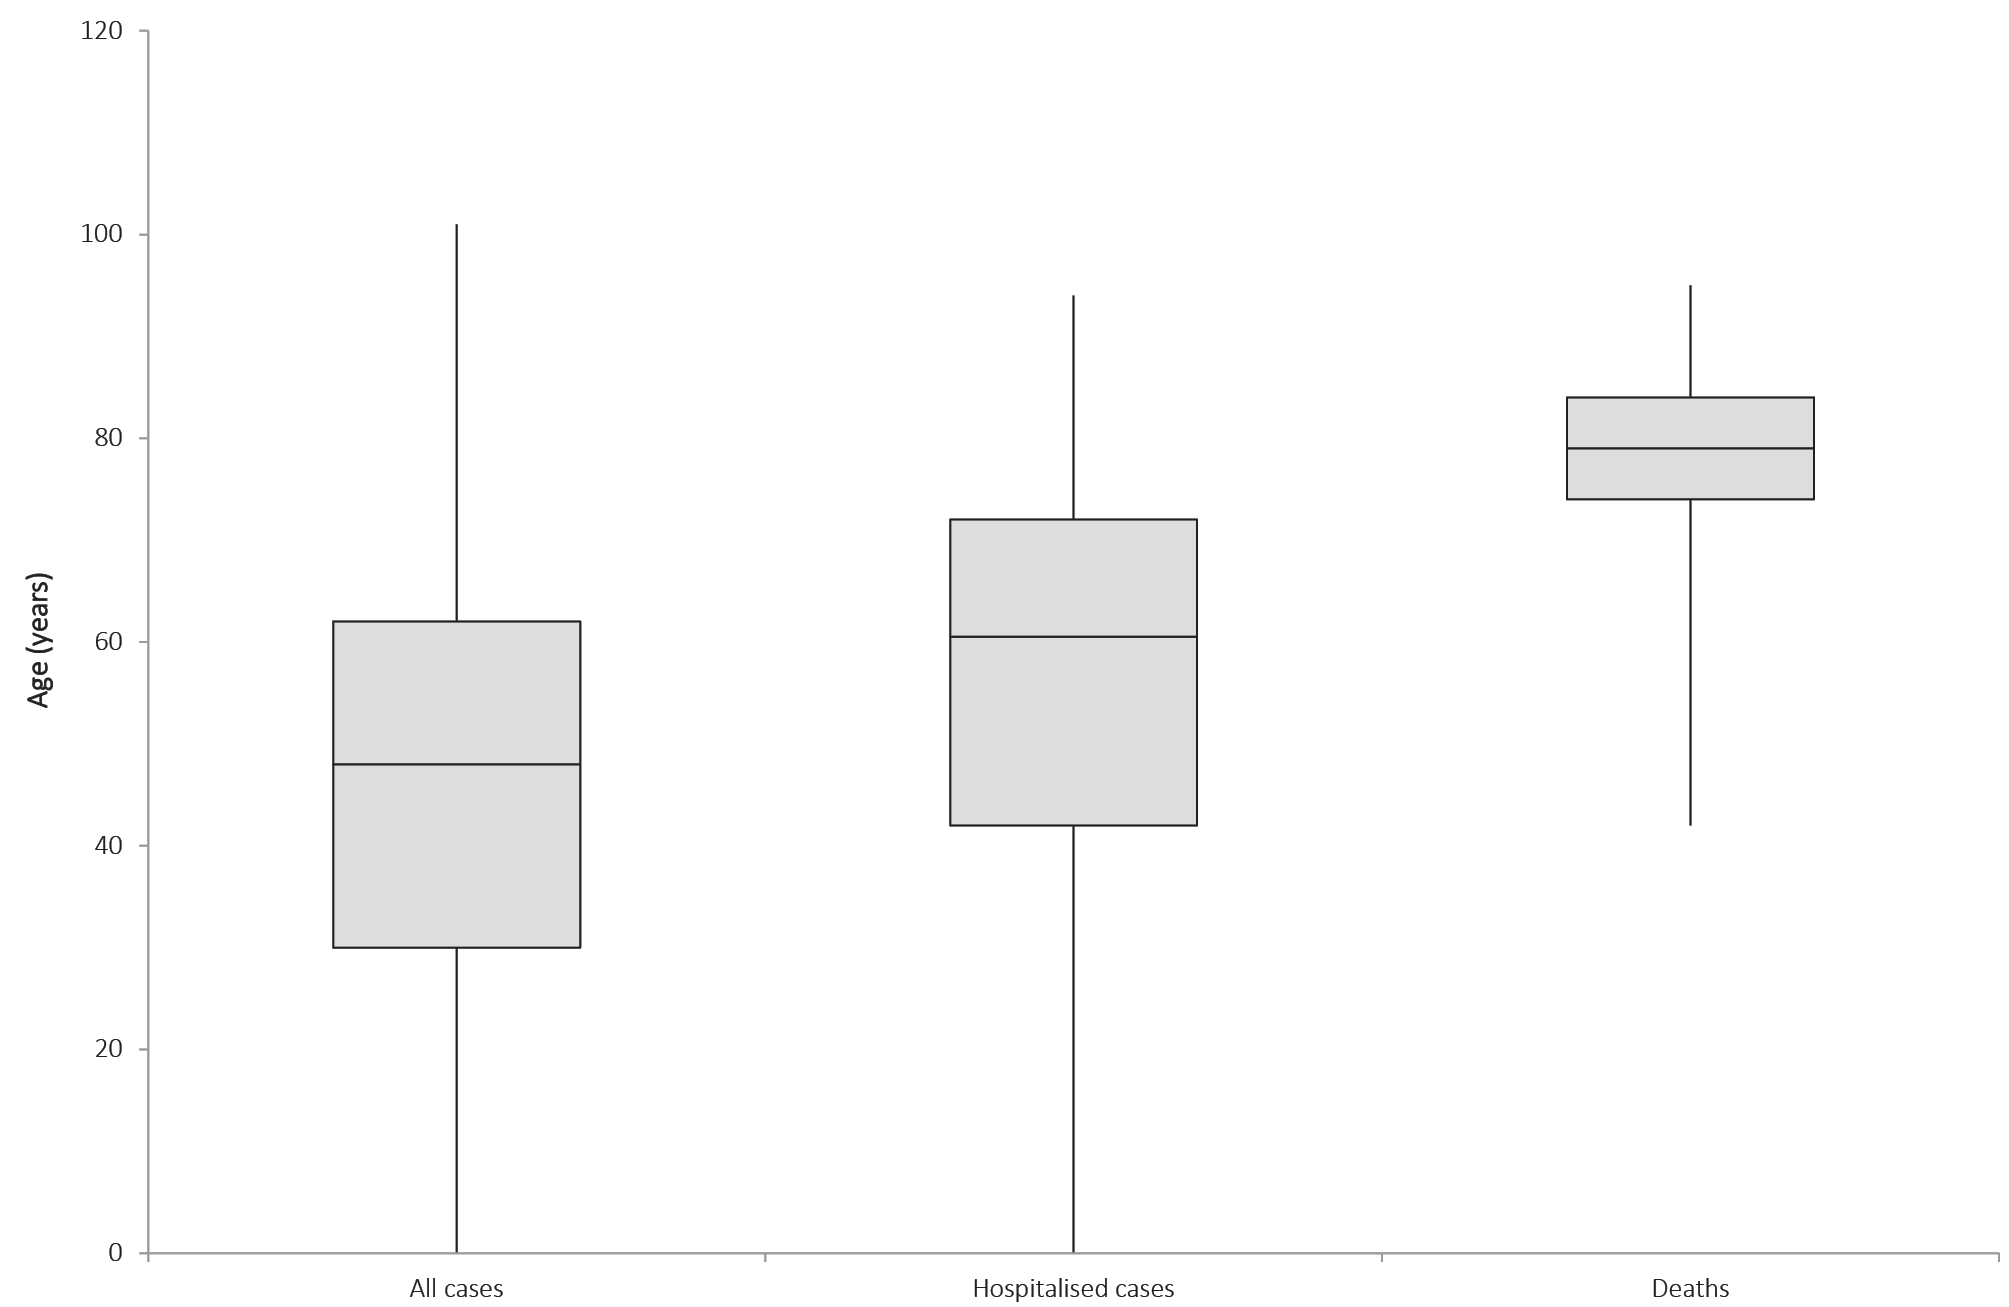 120
100
80
60
40
20
0
Age (years)
All cases
Hospitalised cases
Deaths